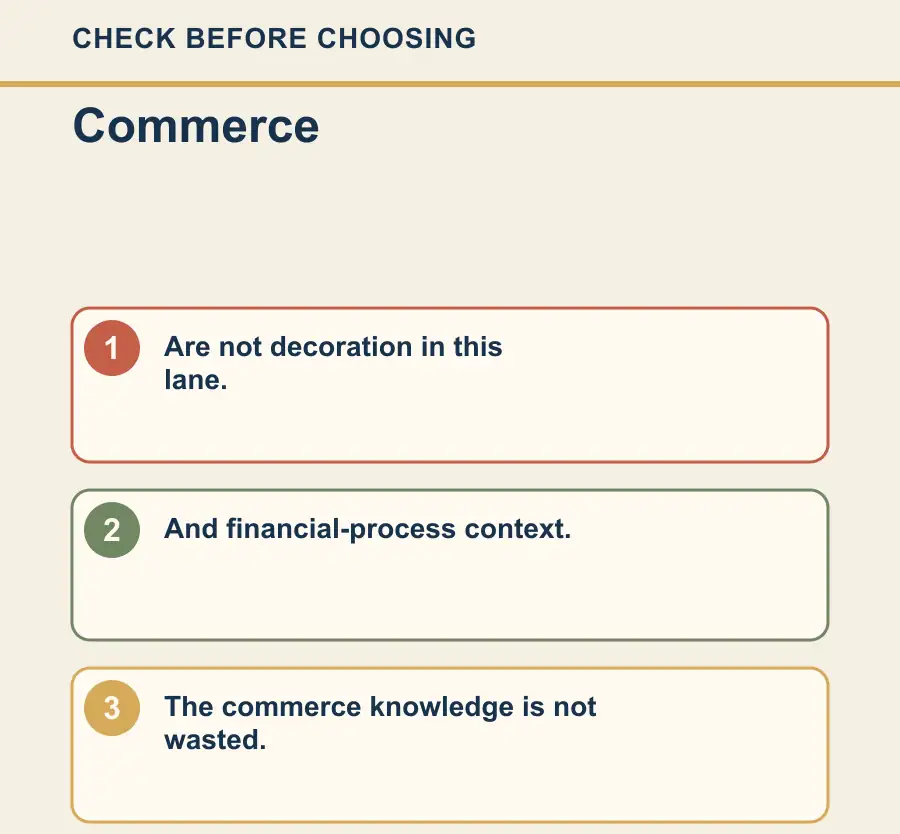 CHECK BEFORE CHOOSING
Commerce
1
Are not decoration in this
lane.
2
And financial-process context.
3
The commerce knowledge is not
wasted.